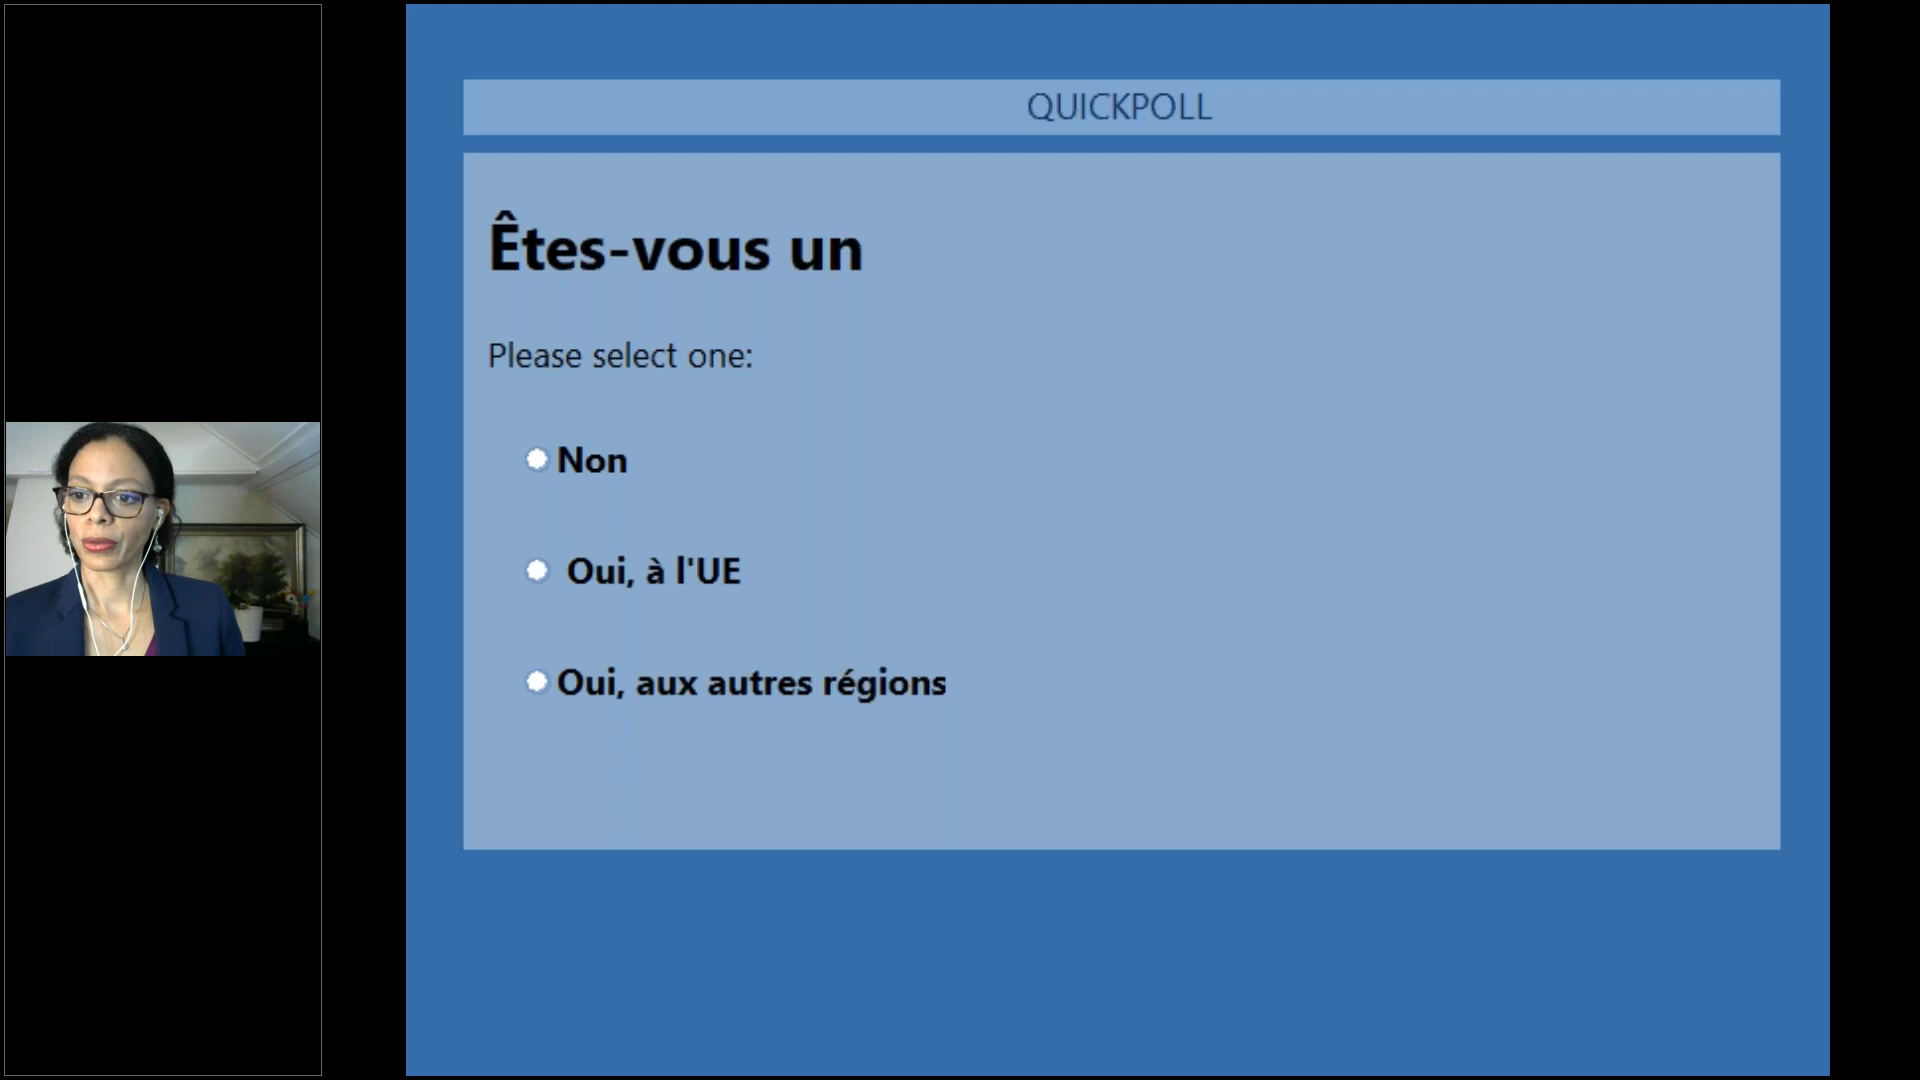 QUICKPOLL
Êtes-vous un
Please select one:
Non
Oui, à l'UE
Oui, aux autres régions